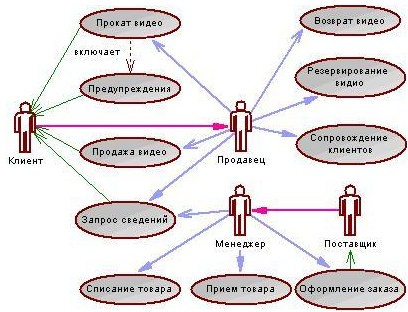 Прокат видео
Возврат видео
включает
Предупреждения
Резервирование
видио
Клиент
Продавец
Продажа видео
Сопровождение
клиентов
Запрос сведений
Менеджер
Поставщик
Списание товара
Прием товара
Оформление заказа